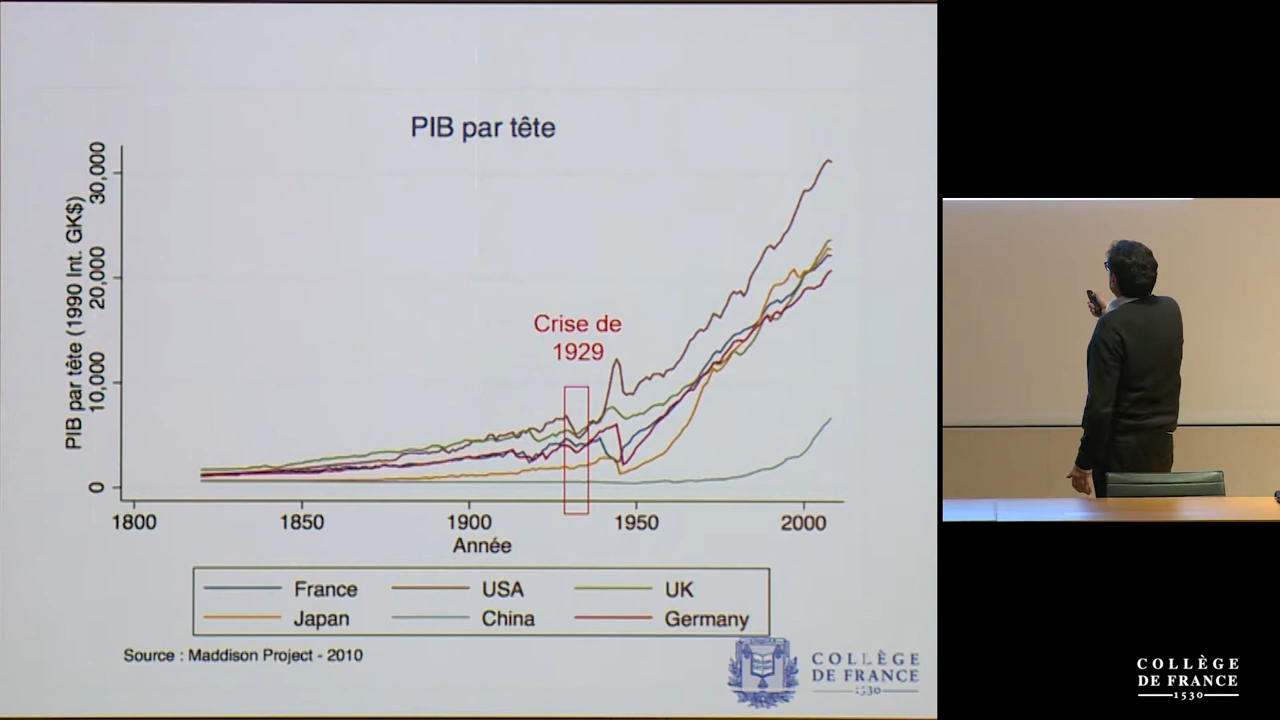 PIB par tête
PIB par tête (1990 Int. GK$)
30,000
20,000
10,000
0
Crise de
1929
1800 1850 1900 1950 2000
Année
France USA UK
Japan China Germany
Source : Maddison Project - 2010
COLLÈGE
DE FRANCE
1530
COLLÈGE
DE FRANCE
1530